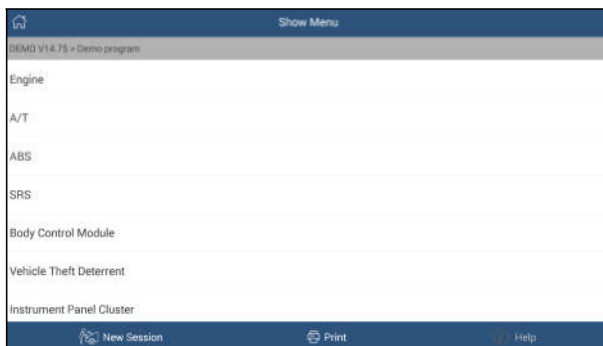 Show Menu
DEMO V14.75 > Demo program
Engine
A/T
ABS
SRS
Body Control Module
Vehicle Theft Deterrent
Instrument Panel Cluster
New Session Print Help